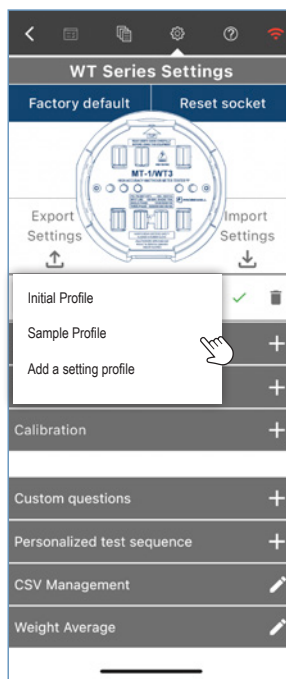 WT Series Settings
Factory default
Reset socket
MT-1/WT3
Export
Settings
Import
Settings
Initial Profile
Sample Profile
Add a setting profile
Calibration
Custom questions
Personalized test sequence
CSV Management
Weight Average